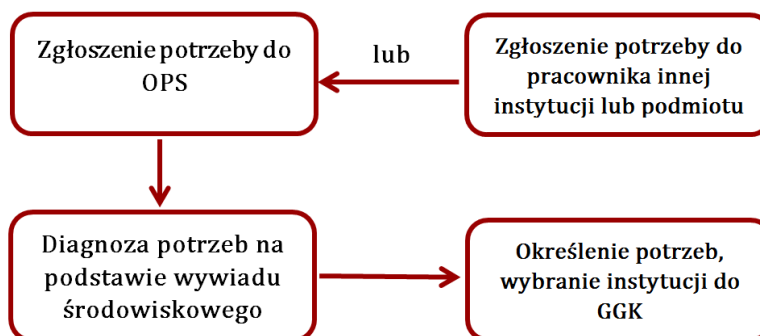 Zgłoszenie potrzeby do
OPS
lub
Zgłoszenie potrzeby do
pracownika innej
instytucji lub podmiotu
Diagnoza potrzeb na
podstawie wywiadu
środowiskowego
Określenie potrzeb,
wybranie instytucji do
GGK